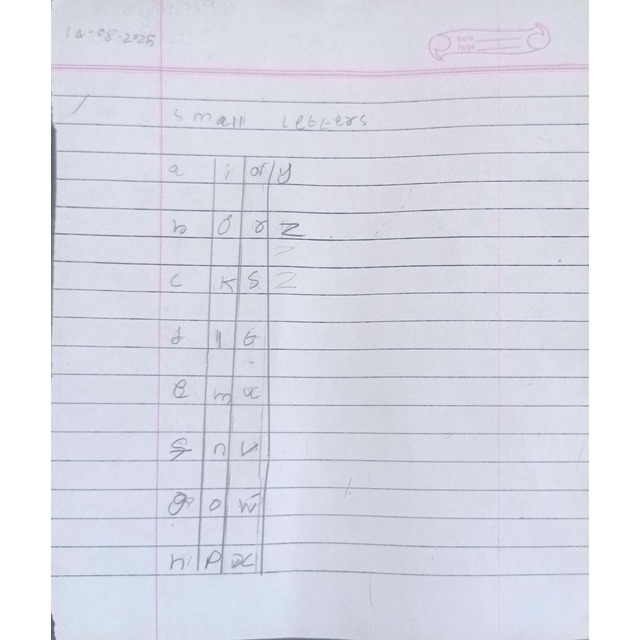 14-08-2025
Date
Page
small letters
a i q y
b j r z
c k s z
d l t
e m u
f n v
g o w
h p x